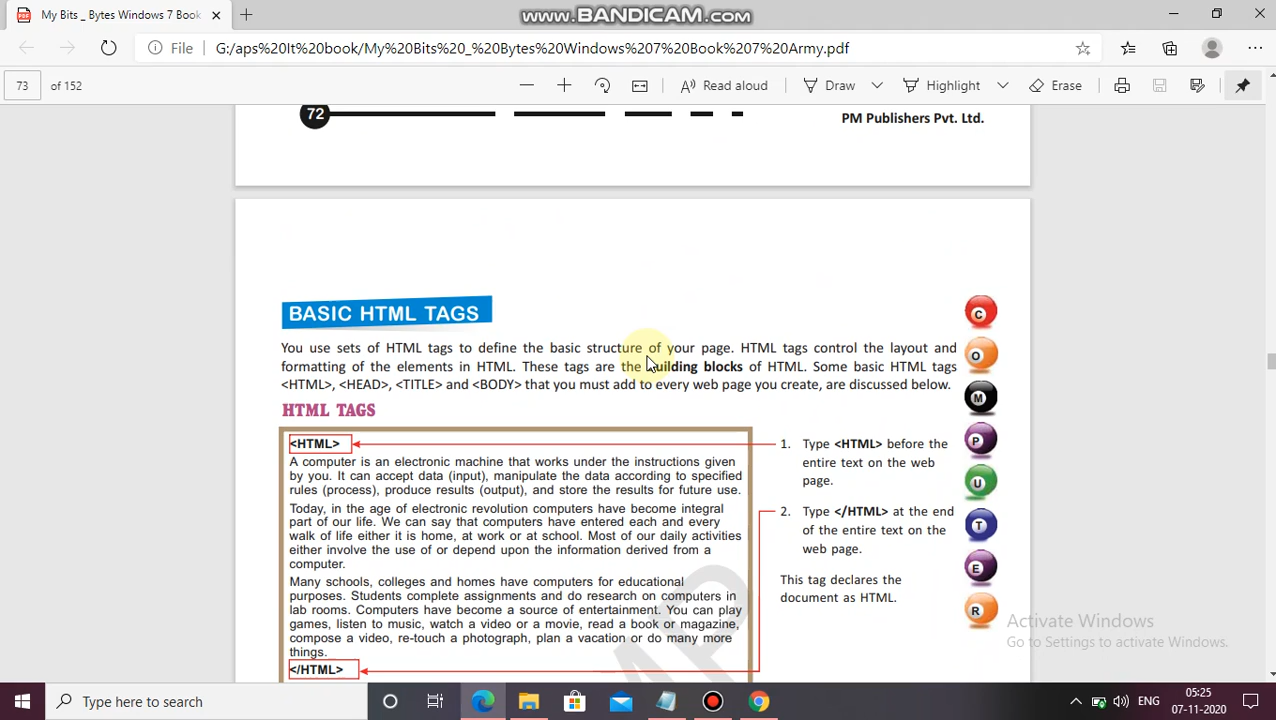 www.BANDICAM.com
My Bits _ Bytes Windows 7 Book
File G:/aps%20It%20book/My%20Bits%20_%20Bytes%20Windows%207%20Book%207%20Army.pdf
73 of 152
Read aloud
Draw
Highlight
Erase
72
PM Publishers Pvt. Ltd.
BASIC HTML TAGS
You use sets of HTML tags to define the basic structure of your page. HTML tags control the layout and
formatting of the elements in HTML. These tags are the building blocks of HTML. Some basic HTML tags
<HTML>, <HEAD>, <TITLE> and <BODY> that you must add to every web page you create, are discussed below.
HTML TAGS
<HTML>
A computer is an electronic machine that works under the instructions given
by you. It can accept data (input), manipulate the data according to specified
rules (process), produce results (output), and store the results for future use.
Today, in the age of electronic revolution computers have become integral
part of our life. We can say that computers have entered each and every
walk of life either it is home, at work or at school. Most of our daily activities
either involve the use of or depend upon the information derived from a
computer.
Many schools, colleges and homes have computers for educational
purposes. Students complete assignments and do research on computers in
lab rooms. Computers have become a source of entertainment. You can play
games, listen to music, watch a video or a movie, read a book or magazine,
compose a video, re-touch a photograph, plan a vacation or do many more
things.
</HTML>
1. Type <HTML> before the
entire text on the web
page.
2. Type </HTML> at the end
of the entire text on the
web page.
This tag declares the
document as HTML.
C
O
M
P
U
T
E
R
Activate Windows
Go to Settings to activate Windows.
Type here to search
ENG
05:25
07-11-2020